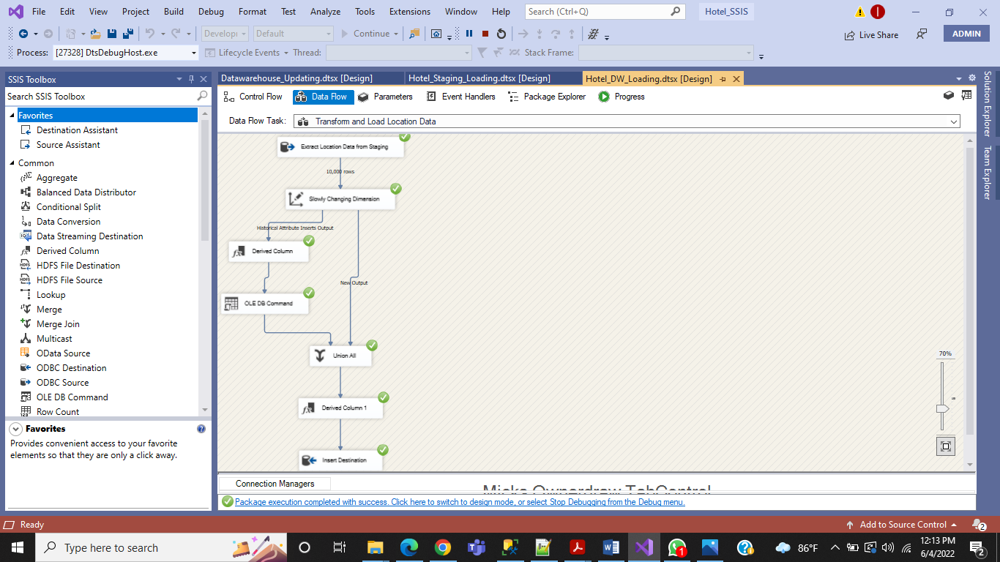 File Edit View Project Build Debug Format Test Analyze Tools Extensions Window Help Search (Ctrl+Q) Hotel_SSIS
Develop Default Continue Live Share ADMIN
Process: [27328] DtsDebugHost.exe Lifecycle Events Thread: Stack Frame:
SSIS Toolbox
Search SSIS Toolbox
Favorites
Destination Assistant
Source Assistant
Common
Aggregate
Balanced Data Distributor
Conditional Split
Data Conversion
Data Streaming Destination
Derived Column
HDFS File Destination
HDFS File Source
Lookup
Merge
Merge Join
Multicast
OData Source
ODBC Destination
ODBC Source
OLE DB Command
Row Count
Favorites
Provides convenient access to your favorite
elements so that they are only a click away.
Datawarehouse_Updating.dtsx [Design] Hotel_Staging_Loading.dtsx [Design] Hotel_DW_Loading.dtsx [Design]
Control Flow Data Flow Parameters Event Handlers Package Explorer Progress
Data Flow Task: Transform and Load Location Data
Extract Location Data from Staging
10,000 rows
Slowly Changing Dimension
Historical Attribute Inserts Output
Derived Column
New Output
OLE DB Command
Union All
Derived Column 1
Insert Destination
70%
Connection Managers
Micks Ownerdraw TabControl
Package execution completed with success. Click here to switch to design mode, or select Stop Debugging from the Debug menu.
Solution Explorer
Team Explorer
Ready Add to Source Control 2
Type here to search 1 86°F 12:13 PM
6/4/2022 2